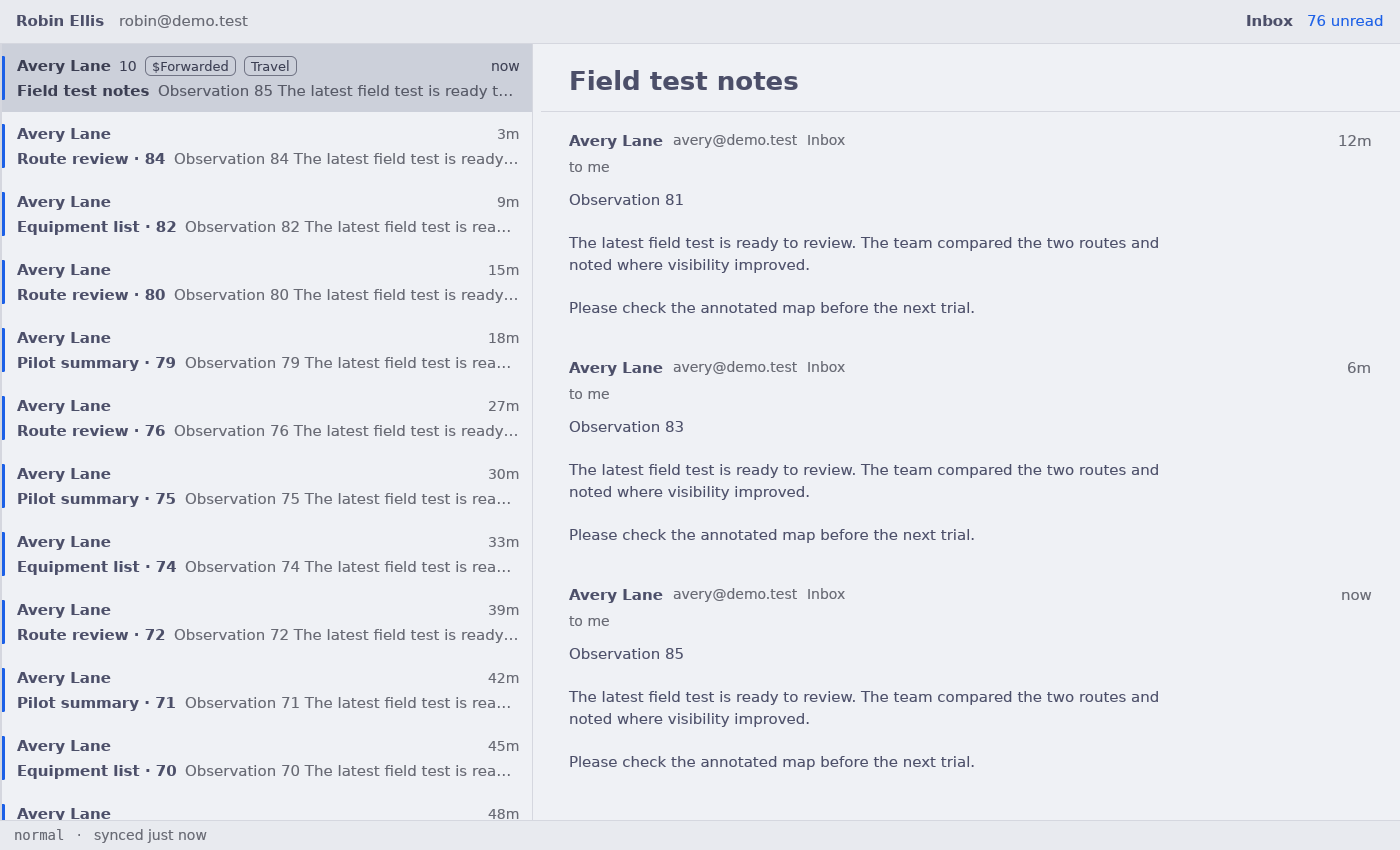 Robin Ellis robin@demo.test
Inbox 76 unread
Avery Lane 10 $Forwarded Travel now
Field test notes Observation 85 The latest field test is ready t…
Avery Lane 3m
Route review · 84 Observation 84 The latest field test is ready…
Avery Lane 9m
Equipment list · 82 Observation 82 The latest field test is rea…
Avery Lane 15m
Route review · 80 Observation 80 The latest field test is ready…
Avery Lane 18m
Pilot summary · 79 Observation 79 The latest field test is rea…
Avery Lane 27m
Route review · 76 Observation 76 The latest field test is ready…
Avery Lane 30m
Pilot summary · 75 Observation 75 The latest field test is rea…
Avery Lane 33m
Equipment list · 74 Observation 74 The latest field test is rea…
Avery Lane 39m
Route review · 72 Observation 72 The latest field test is ready…
Avery Lane 42m
Pilot summary · 71 Observation 71 The latest field test is rea…
Avery Lane 45m
Equipment list · 70 Observation 70 The latest field test is rea…
Avery Lane 48m
Field test notes
Avery Lane avery@demo.test Inbox 12m
to me
Observation 81
The latest field test is ready to review. The team compared the two routes and
noted where visibility improved.
Please check the annotated map before the next trial.
Avery Lane avery@demo.test Inbox 6m
to me
Observation 83
The latest field test is ready to review. The team compared the two routes and
noted where visibility improved.
Please check the annotated map before the next trial.
Avery Lane avery@demo.test Inbox now
to me
Observation 85
The latest field test is ready to review. The team compared the two routes and
noted where visibility improved.
Please check the annotated map before the next trial.
normal · synced just now